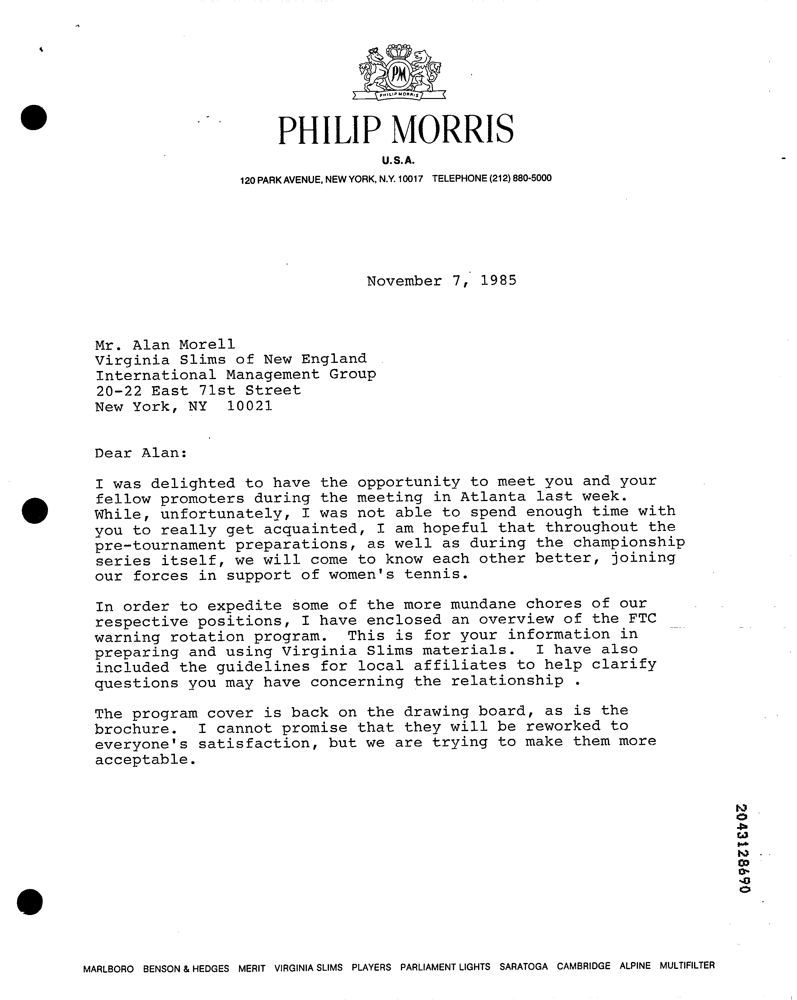 PM
PHILIP MORRIS
PHILIP MORRIS
U.S.A.
120 PARK AVENUE, NEW YORK, N.Y. 10017 TELEPHONE (212) 880-5000
November 7, 1985
Mr. Alan Morell
Virginia Slims of New England
International Management Group
20-22 East 71st Street
New York, NY 10021
Dear Alan:
I was delighted to have the opportunity to meet you and your
fellow promoters during the meeting in Atlanta last week.
While, unfortunately, I was not able to spend enough time with
you to really get acquainted, I am hopeful that throughout the
pre-tournament preparations, as well as during the championship
series itself, we will come to know each other better, joining
our forces in support of women's tennis.
In order to expedite some of the more mundane chores of our
respective positions, I have enclosed an overview of the FTC
warning rotation program. This is for your information in
preparing and using Virginia Slims materials. I have also
included the guidelines for local affiliates to help clarify
questions you may have concerning the relationship .
The program cover is back on the drawing board, as is the
brochure. I cannot promise that they will be reworked to
everyone's satisfaction, but we are trying to make them more
acceptable.
2043128690
MARLBORO BENSON & HEDGES MERIT VIRGINIA SLIMS PLAYERS PARLIAMENT LIGHTS SARATOGA CAMBRIDGE ALPINE MULTIFILTER